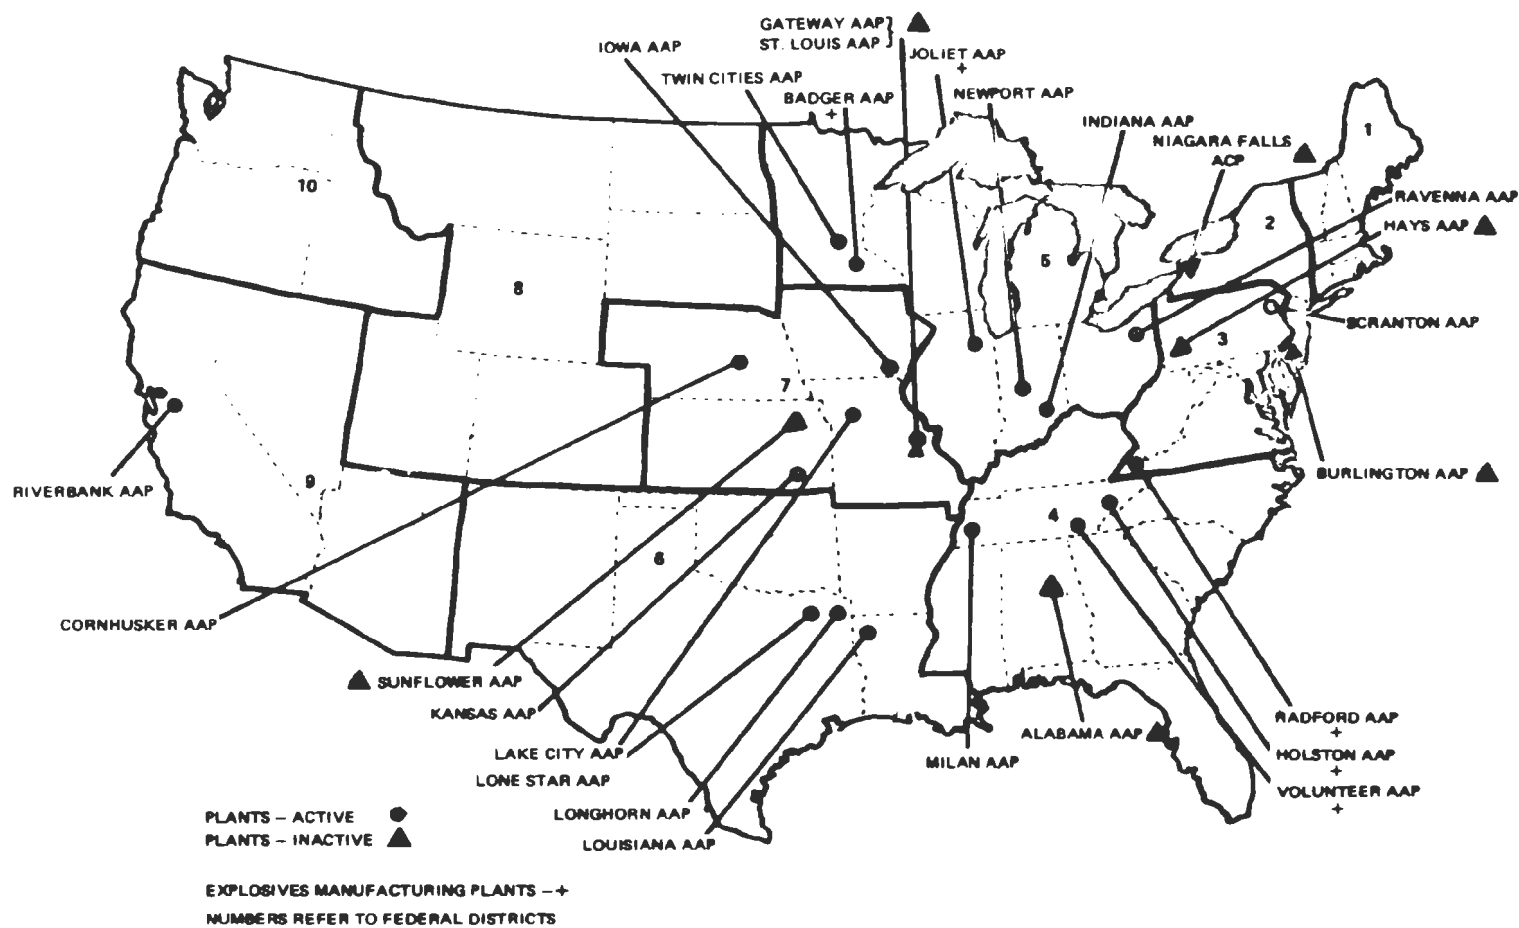 GATEWAY AAP
ST. LOUIS AAP
IOWA AAP
JOLIET AAP
+
TWIN CITIES AAP
BADGER AAP
+
NEWPORT AAP
INDIANA AAP
NIAGARA FALLS
ACP
1
10
2
RAVENNA AAP
HAYS AAP
5
8
SCRANTON AAP
3
7
9
RIVERBANK AAP
BURLINGTON AAP
4
6
CORNHUSKER AAP
SUNFLOWER AAP
KANSAS AAP
RADFORD AAP
+
ALABAMA AAP
LAKE CITY AAP
HOLSTON AAP
+
MILAN AAP
LONE STAR AAP
VOLUNTEER AAP
+
LONGHORN AAP
LOUISIANA AAP
PLANTS – ACTIVE
PLANTS – INACTIVE
EXPLOSIVES MANUFACTURING PLANTS – +
NUMBERS REFER TO FEDERAL DISTRICTS